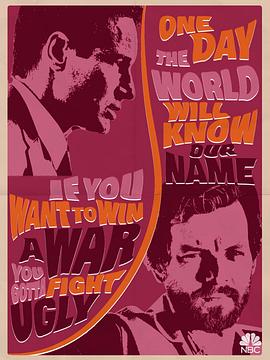 ONE
DAY
THE
WORLD
WILL
KNOW
OUR
NAME
IF YOU
WANT TO WIN
A WAR
YOU
GOTTA FIGHT
UGLY
NBC